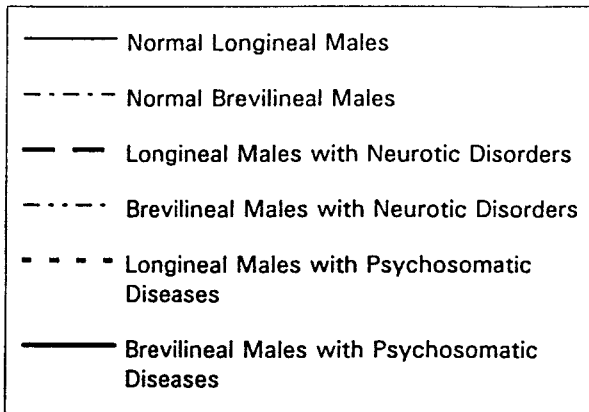 Normal Longineal Males
Normal Brevilineal Males
Longineal Males with Neurotic Disorders
Brevilineal Males with Neurotic Disorders
Longineal Males with Psychosomatic
Diseases
Brevilineal Males with Psychosomatic
Diseases